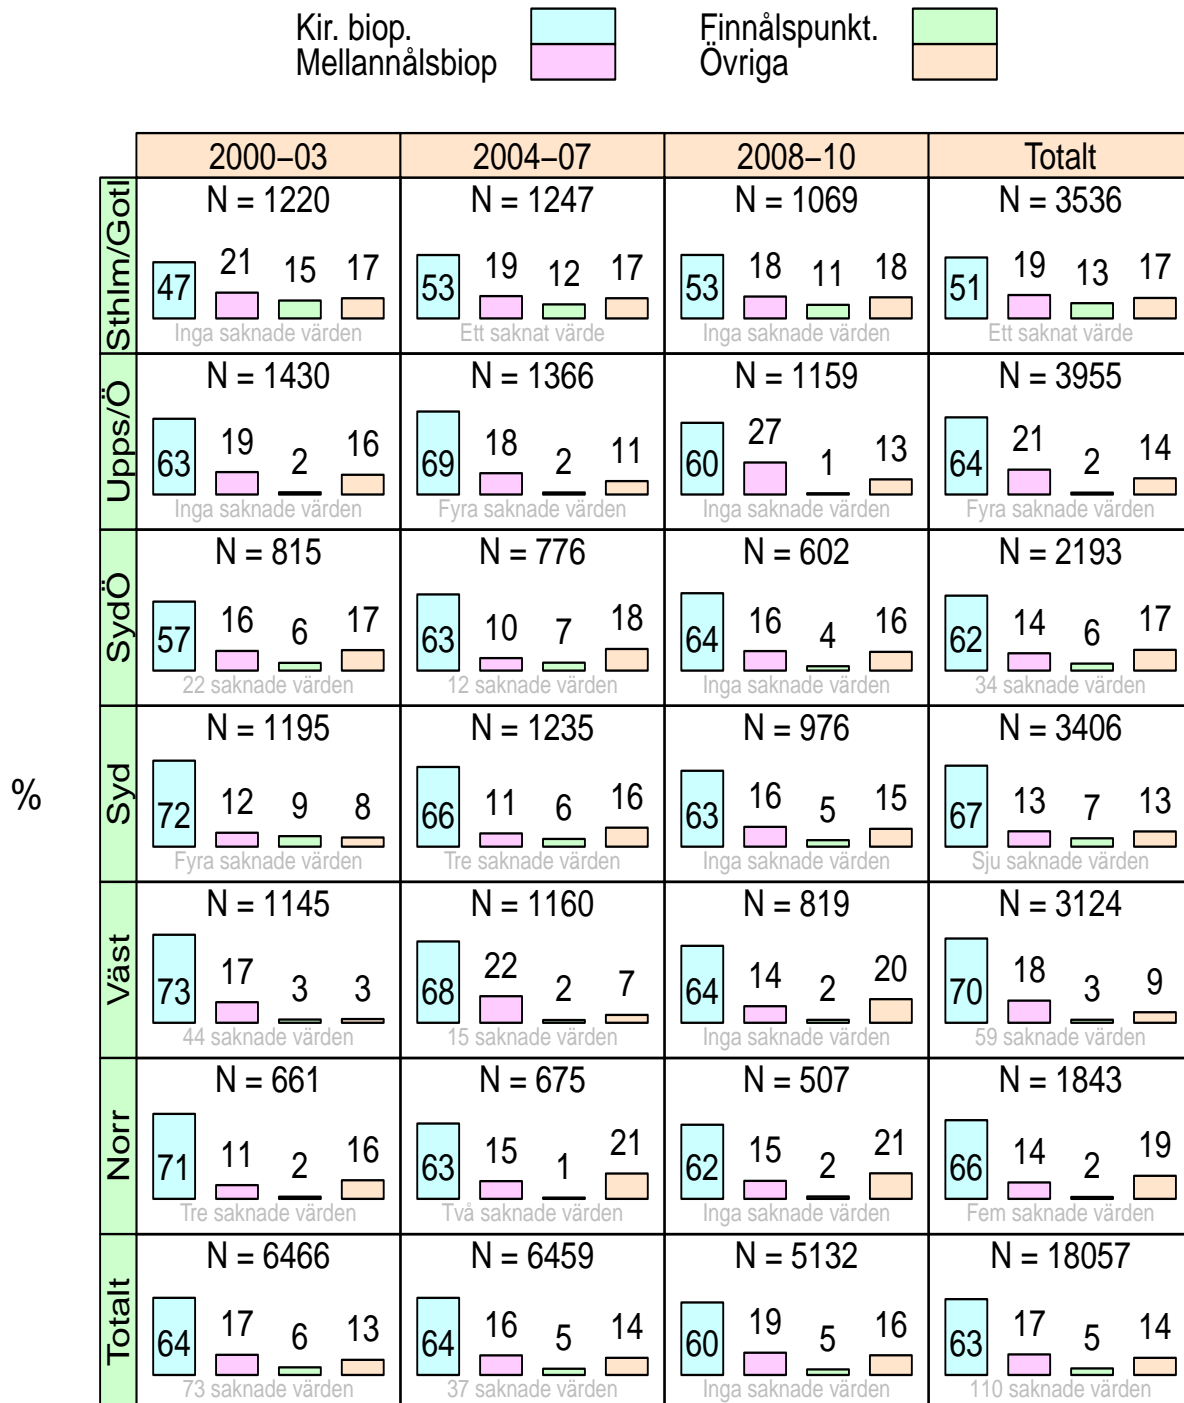 Kir. biop. Finnålspunkt.
Mellannålsbiop Övriga
2000–03 2004–07 2008–10 Totalt
Sthlm/Gotl
N = 1220 N = 1247 N = 1069 N = 3536
47 21 15 17 53 19 12 17 53 18 11 18 51 19 13 17
Inga saknade värden Ett saknat värde Inga saknade värden Ett saknat värde
Upps/Ö
N = 1430 N = 1366 N = 1159 N = 3955
63 19 2 16 69 18 2 11 60 27 1 13 64 21 2 14
Inga saknade värden Fyra saknade värden Inga saknade värden Fyra saknade värden
SydÖ
N = 815 N = 776 N = 602 N = 2193
57 16 6 17 63 10 7 18 64 16 4 16 62 14 6 17
22 saknade värden 12 saknade värden Inga saknade värden 34 saknade värden
%
Syd
N = 1195 N = 1235 N = 976 N = 3406
72 12 9 8 66 11 6 16 63 16 5 15 67 13 7 13
Fyra saknade värden Tre saknade värden Inga saknade värden Sju saknade värden
Väst
N = 1145 N = 1160 N = 819 N = 3124
73 17 3 3 68 22 2 7 64 14 2 20 70 18 3 9
44 saknade värden 15 saknade värden Inga saknade värden 59 saknade värden
Norr
N = 661 N = 675 N = 507 N = 1843
71 11 2 16 63 15 1 21 62 15 2 21 66 14 2 19
Tre saknade värden Två saknade värden Inga saknade värden Fem saknade värden
Totalt
N = 6466 N = 6459 N = 5132 N = 18057
64 17 6 13 64 16 5 14 60 19 5 16 63 17 5 14
73 saknade värden 37 saknade värden Inga saknade värden 110 saknade värden